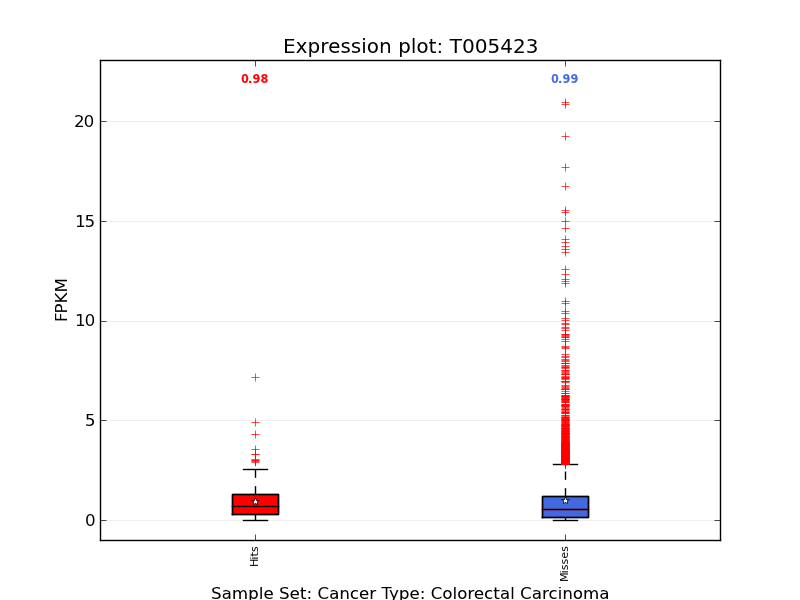 Expression plot: T005423
0.98
0.99
20
15
10
5
0
FPKM
Hits
Misses
Sample Set: Cancer Type: Colorectal Carcinoma